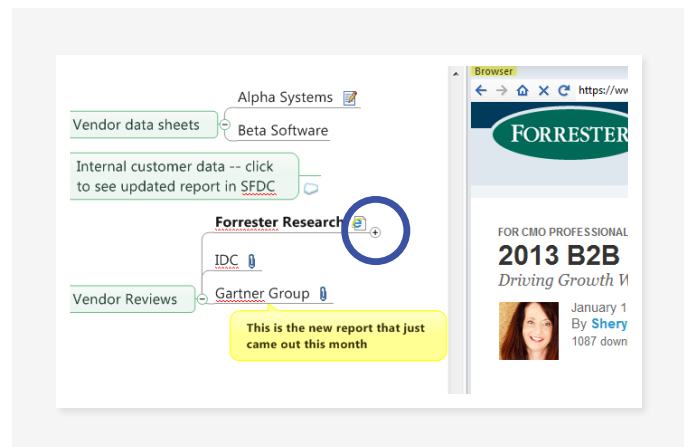 Alpha Systems
Vendor data sheets
Beta Software
Internal customer data -- click
to see updated report in SFDC
Forrester Research
IDC
Vendor Reviews
Gartner Group
This is the new report that just
came out this month
Browser
https://ww
FORRESTER
FOR CMO PROFESSIONAL
2013 B2B
Driving Growth W
January 1
By Shery
1087 down